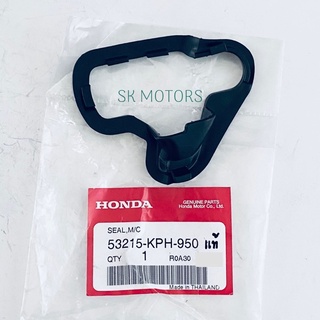 SK MOTORS
HONDA
GENUINE PARTS
Honda Motor Co., Ltd.
SEAL,M/C
53215-KPH-950 แท้
QTY 1 R0A30
Made in THAILAND